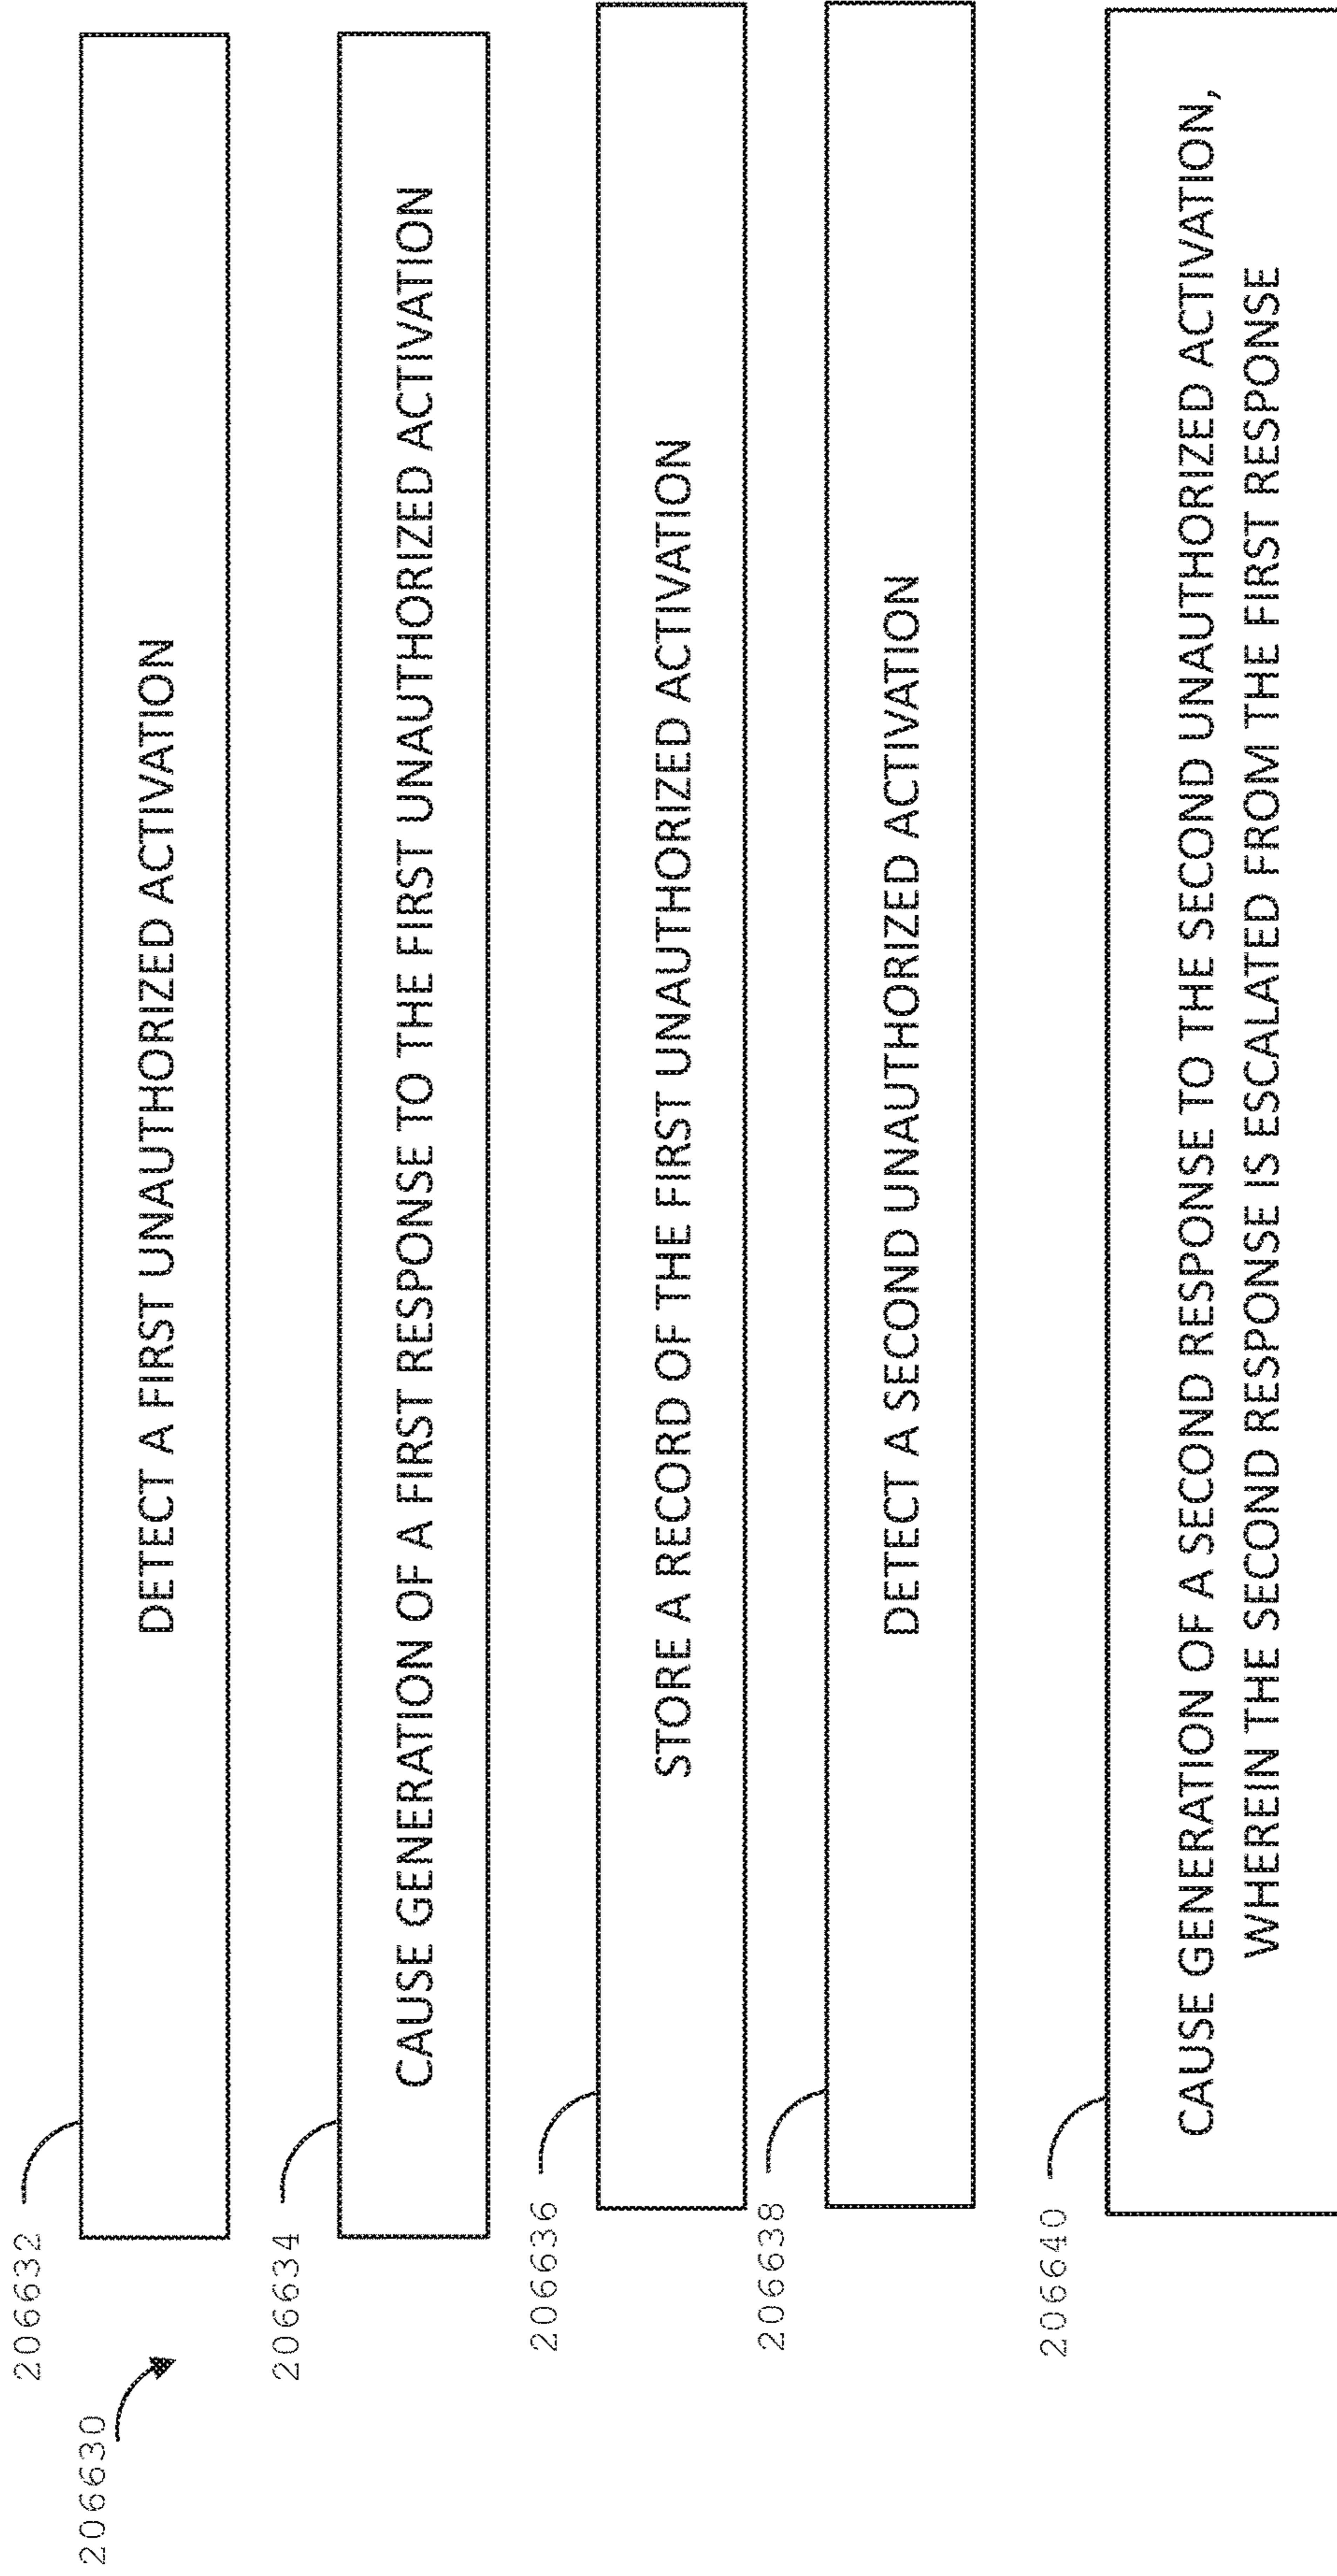 206630
206632
DETECT A FIRST UNAUTHORIZED ACTIVATION
206634
CAUSE GENERATION OF A FIRST RESPONSE TO THE FIRST UNAUTHORIZED ACTIVATION
206636
STORE A RECORD OF THE FIRST UNAUTHORIZED ACTIVATION
206638
DETECT A SECOND UNAUTHORIZED ACTIVATION
206640
CAUSE GENERATION OF A SECOND RESPONSE TO THE SECOND UNAUTHORIZED ACTIVATION,
WHEREIN THE SECOND RESPONSE IS ESCALATED FROM THE FIRST RESPONSE